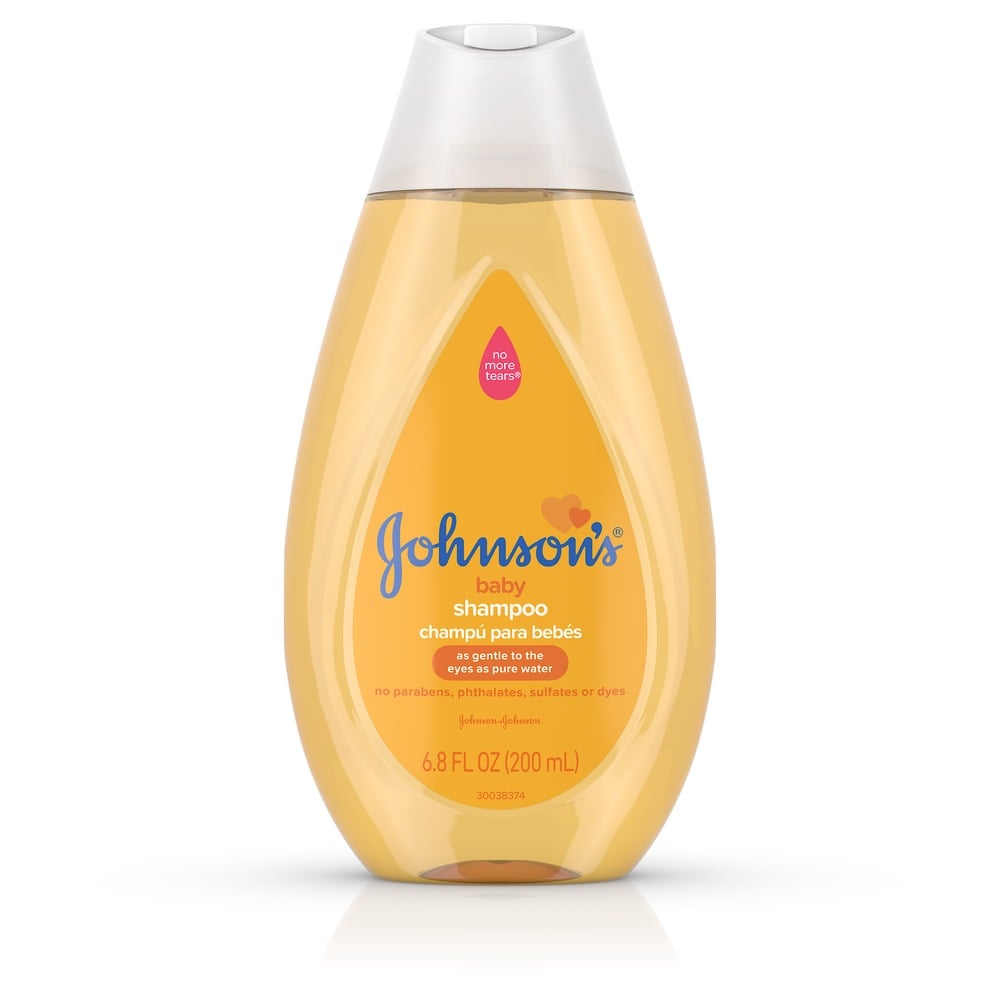 no
more
tears®
Johnson's®
baby
shampoo
champú para bebés
as gentle to the
eyes as pure water
no parabens, phthalates, sulfates or dyes
Johnson & Johnson
6.8 FL OZ (200 mL)
30038374